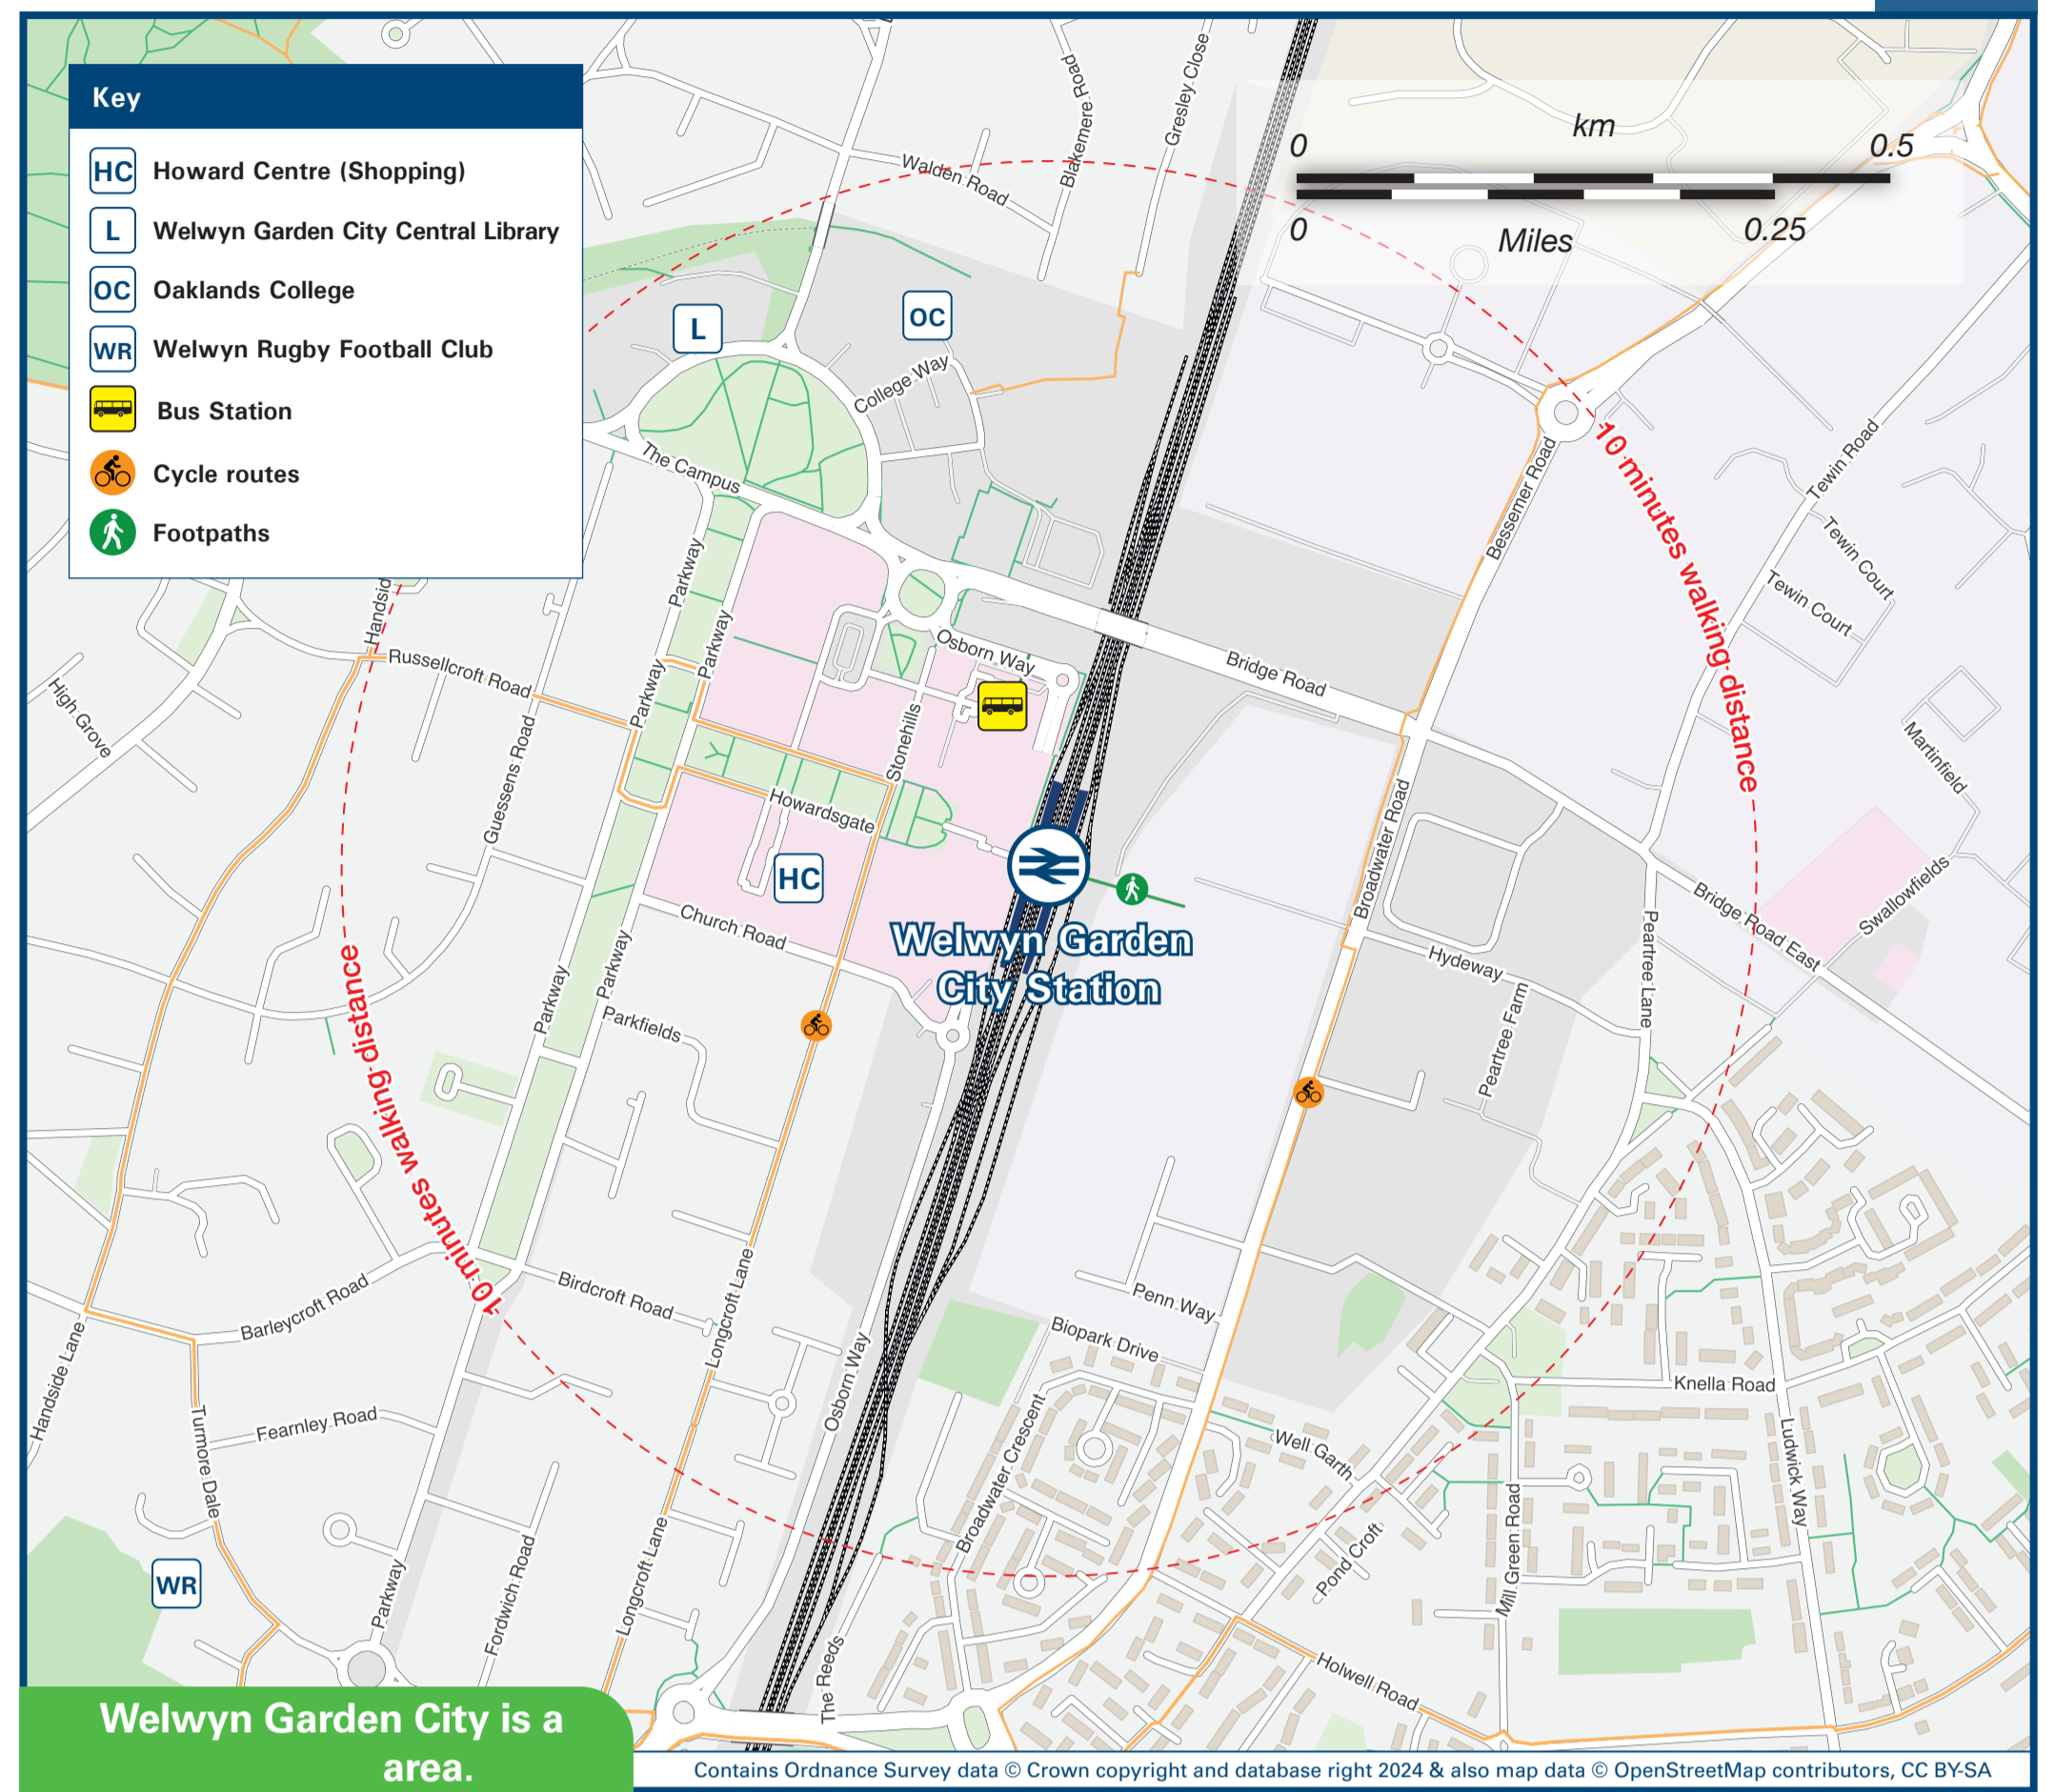 Key
HC Howard Centre (Shopping)
L Welwyn Garden City Central Library
OC Oaklands College
WR Welwyn Rugby Football Club
Bus Station
Cycle routes
Footpaths
km
0 0.5
0 0.25
Miles
Blakemere Road
Gresley Close
Walden Road
L
OC
College Way
The Campus
Bessemer Road
10 minutes walking distance
Tewin Road
Tewin Court
Tewin Court
Parkway
Parkway
Parkway
Osborn Way
Bridge Road
Russellcroft Road
High Grove
Guessens Road
Stonehills
Howardsgate
HC
Church Road
Welwyn Garden
City Station
Broadwater Road
Martinfield
Swallowfields
Bridge Road East
Peartree Lane
Hydeway
Peartree Farm
Parkway
Parkway
Parkfields
10 minutes walking distance
Barleycroft Road
Birdcroft Road
Longcroft Lane
Osborn Way
Penn Way
Biopark Drive
Handside Lane
Turmore Dale
Fearnley Road
Broadwater Crescent
Well Garth
Knella Road
Ludwick Way
Mill Green Road
Pond Croft
WR
Parkway
Fordwich Road
Longcroft Lane
The Reeds
Holwell Road
Welwyn Garden City is a
area.
Contains Ordnance Survey data © Crown copyright and database right 2024 & also map data © OpenStreetMap contributors, CC BY-SA